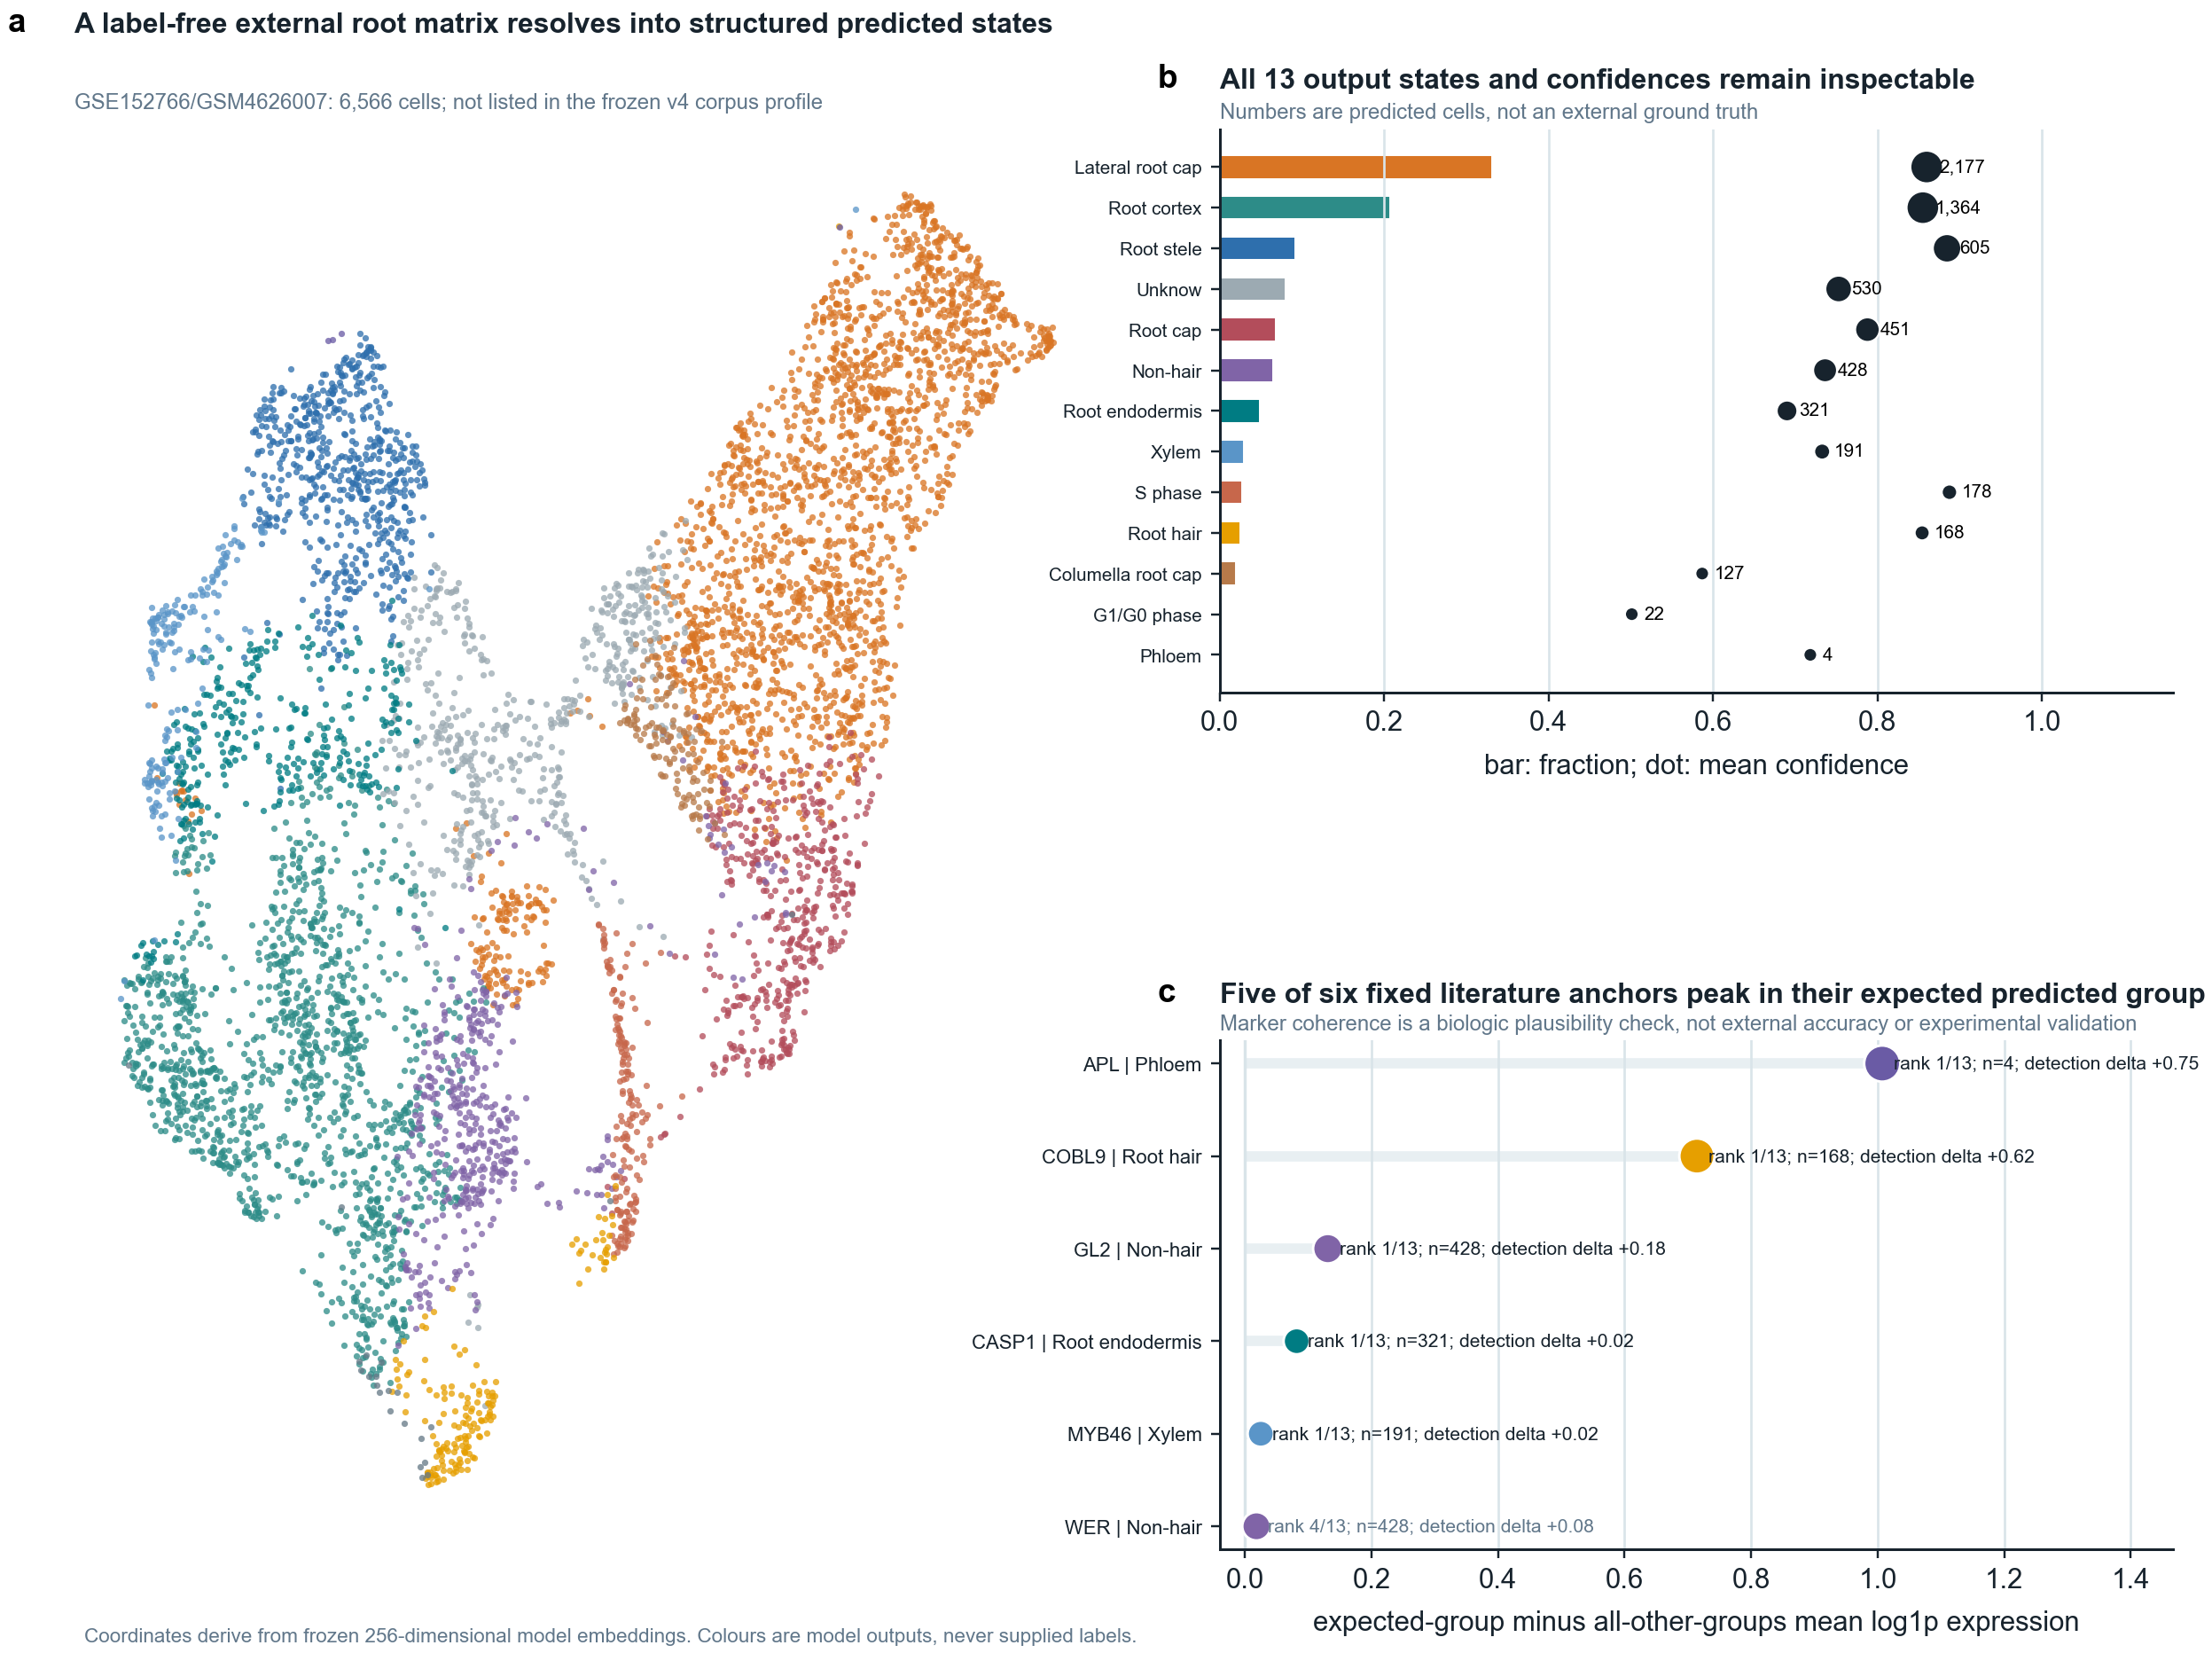 a
A label-free external root matrix resolves into structured predicted states
GSE152766/GSM4626007: 6,566 cells; not listed in the frozen v4 corpus profile
Coordinates derive from frozen 256-dimensional model embeddings. Colours are model outputs, never supplied labels.
b
All 13 output states and confidences remain inspectable
Numbers are predicted cells, not an external ground truth
Lateral root cap 2,177
Root cortex 1,364
Root stele 605
Unknow 530
Root cap 451
Non-hair 428
Root endodermis 321
Xylem 191
S phase 178
Root hair 168
Columella root cap 127
G1/G0 phase 22
Phloem 4
0.0 0.2 0.4 0.6 0.8 1.0
bar: fraction; dot: mean confidence
c
Five of six fixed literature anchors peak in their expected predicted group
Marker coherence is a biologic plausibility check, not external accuracy or experimental validation
APL | Phloem rank 1/13; n=4; detection delta +0.75
COBL9 | Root hair rank 1/13; n=168; detection delta +0.62
GL2 | Non-hair rank 1/13; n=428; detection delta +0.18
CASP1 | Root endodermis rank 1/13; n=321; detection delta +0.02
MYB46 | Xylem rank 1/13; n=191; detection delta +0.02
WER | Non-hair rank 4/13; n=428; detection delta +0.08
0.0 0.2 0.4 0.6 0.8 1.0 1.2 1.4
expected-group minus all-other-groups mean log1p expression